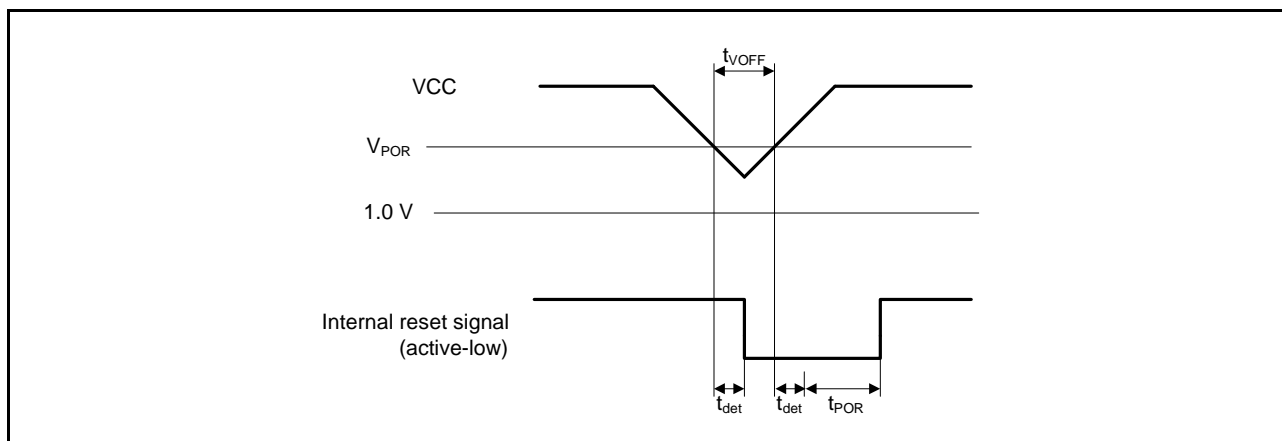 tVOFF
VCC
VPOR
1.0 V
Internal reset signal
(active-low)
tdet
tdet
tPOR